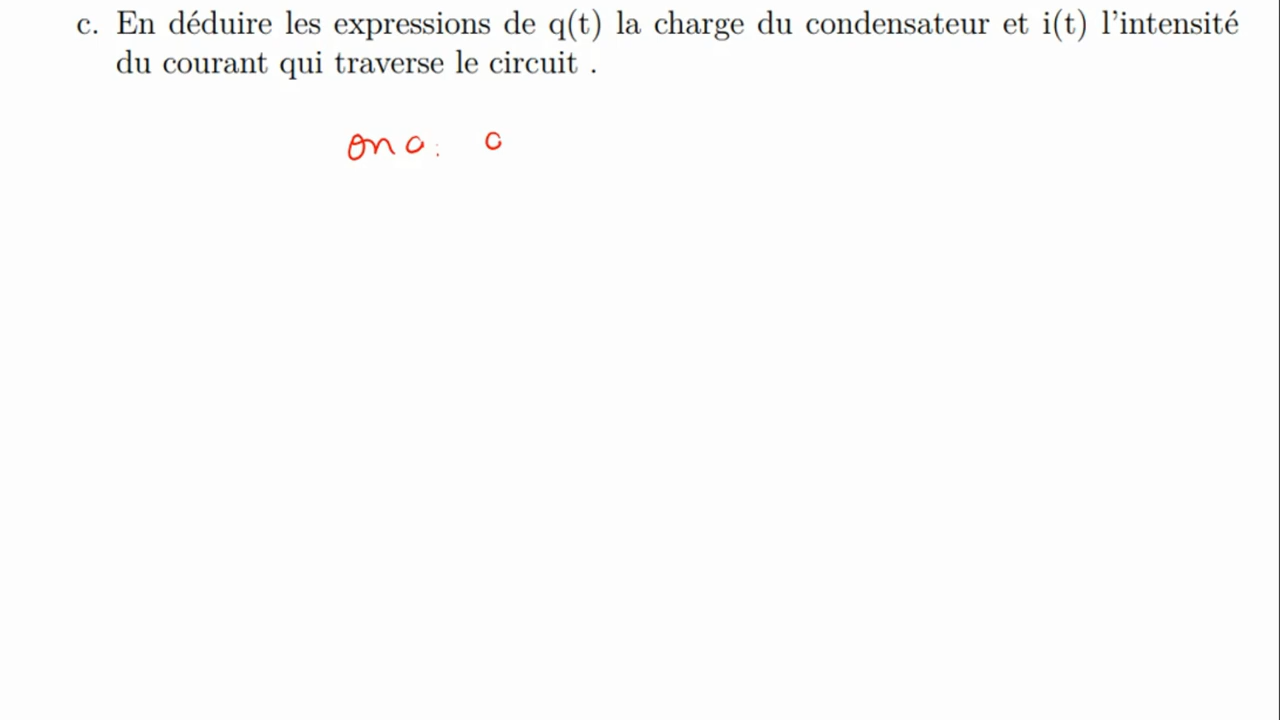 c. En déduire les expressions de q(t) la charge du condensateur et i(t) l'intensité
du courant qui traverse le circuit .
on a :